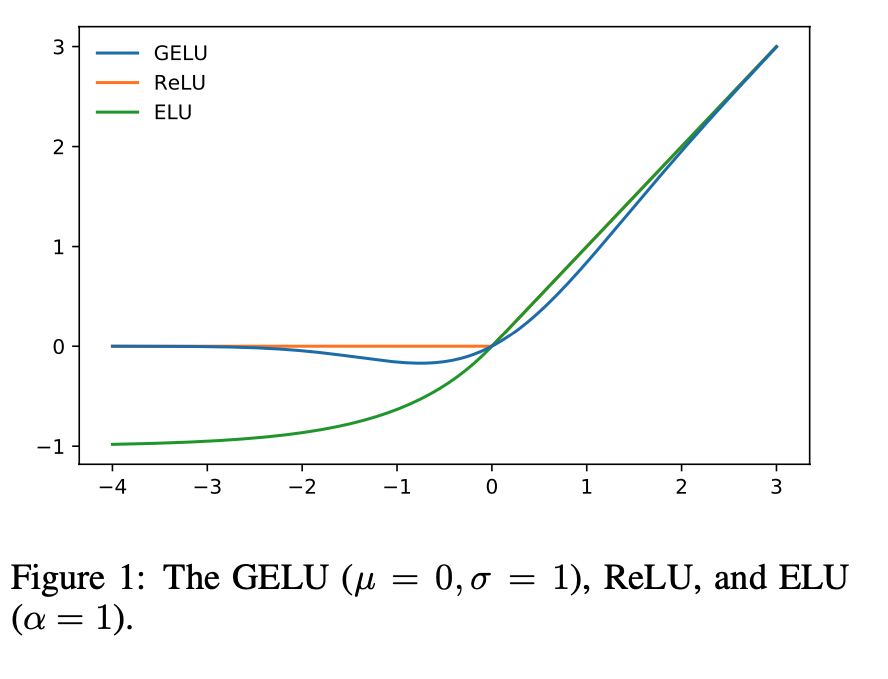 3
GELU
ReLU
ELU
2
1
0
−1
−4 −3 −2 −1 0 1 2 3
Figure 1: The GELU (μ = 0, σ = 1), ReLU, and ELU
(α = 1).